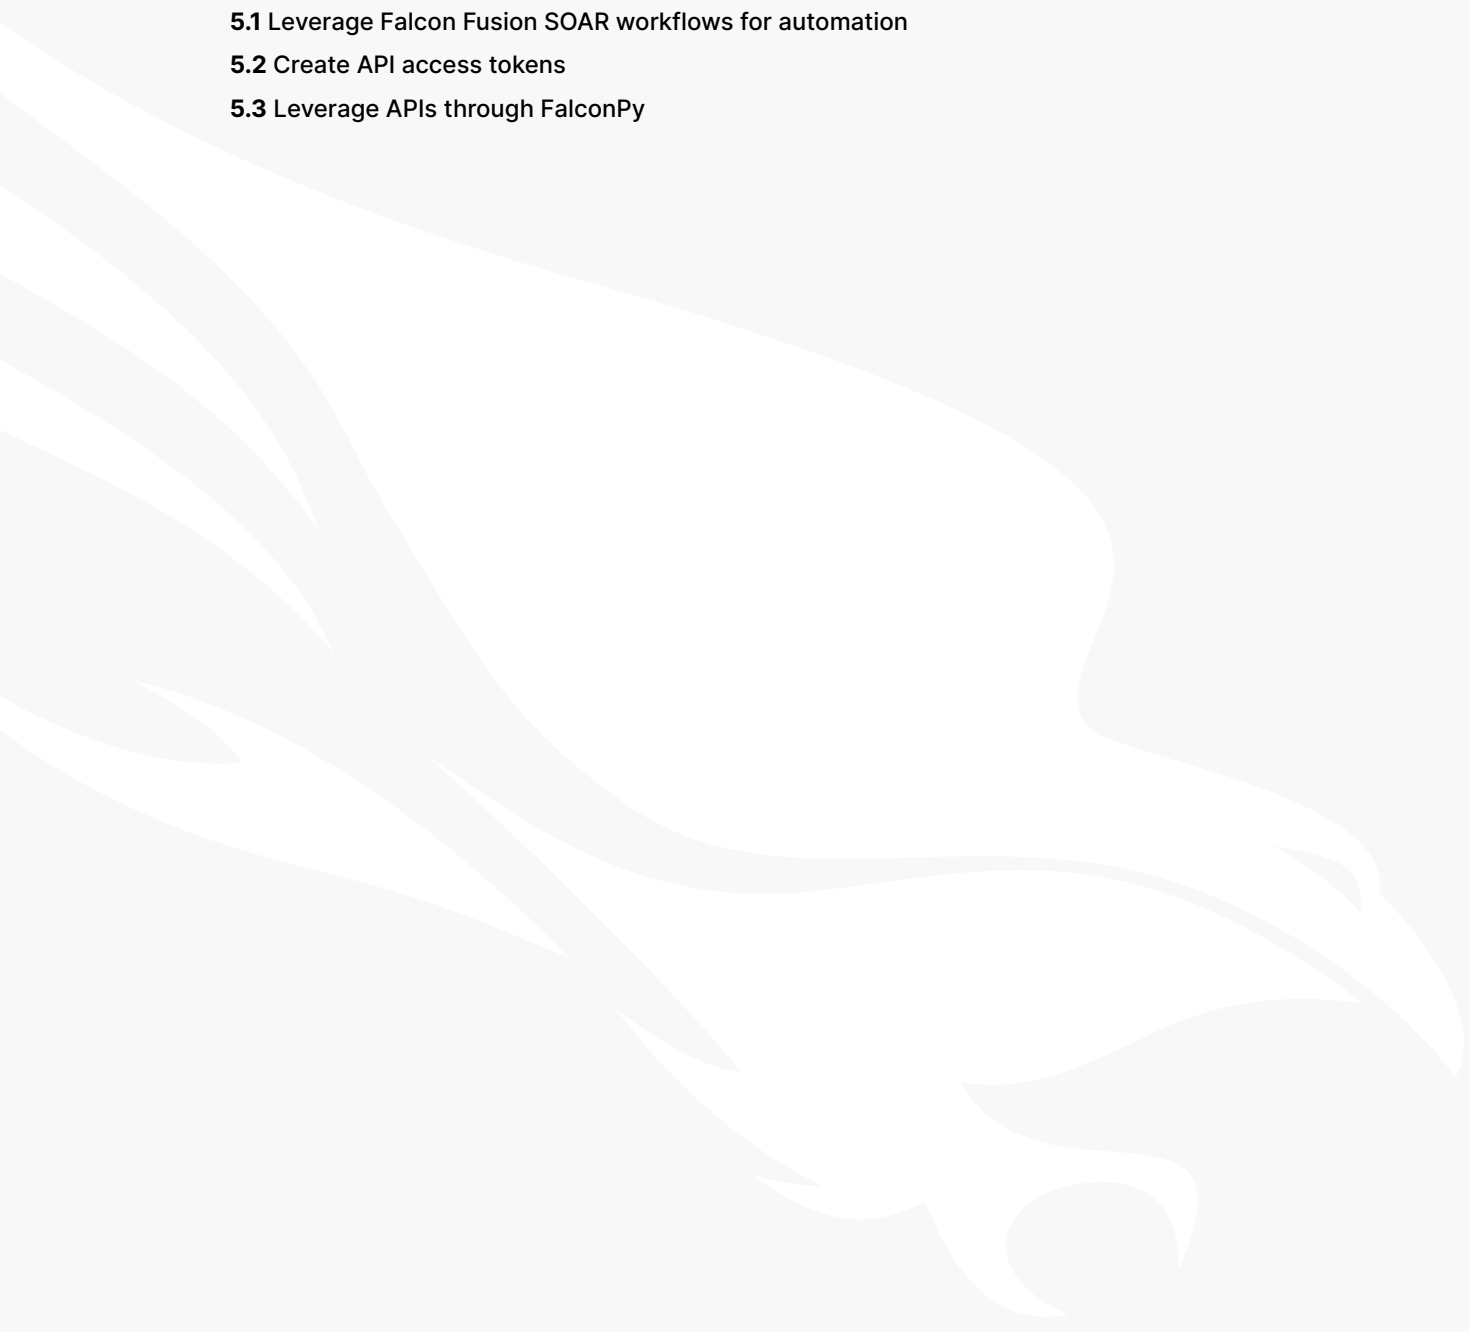 5.1 Leverage Falcon Fusion SOAR workflows for automation
5.2 Create API access tokens
5.3 Leverage APIs through FalconPy